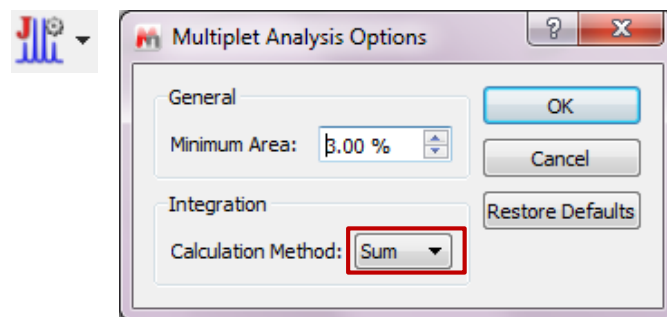 J
Multiplet Analysis Options
? X
General
Minimum Area: 3.00 %
Integration
Calculation Method: Sum
OK
Cancel
Restore Defaults